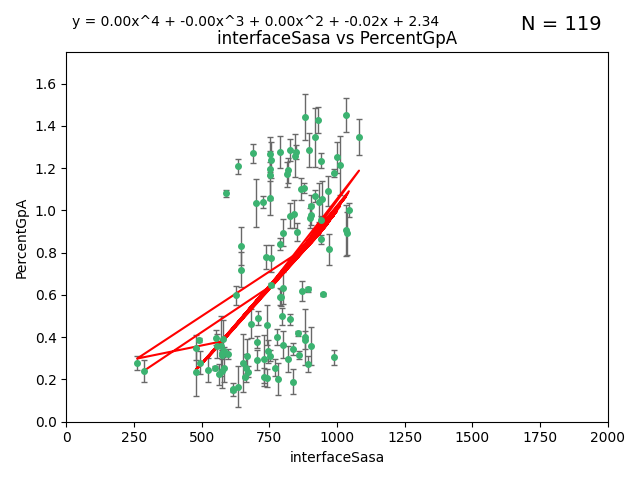 y = 0.00x^4 + -0.00x^3 + 0.00x^2 + -0.02x + 2.34
N = 119
interfaceSasa vs PercentGpA
PercentGpA
1.6
1.4
1.2
1.0
0.8
0.6
0.4
0.2
0.0
0 250 500 750 1000 1250 1500 1750 2000
interfaceSasa